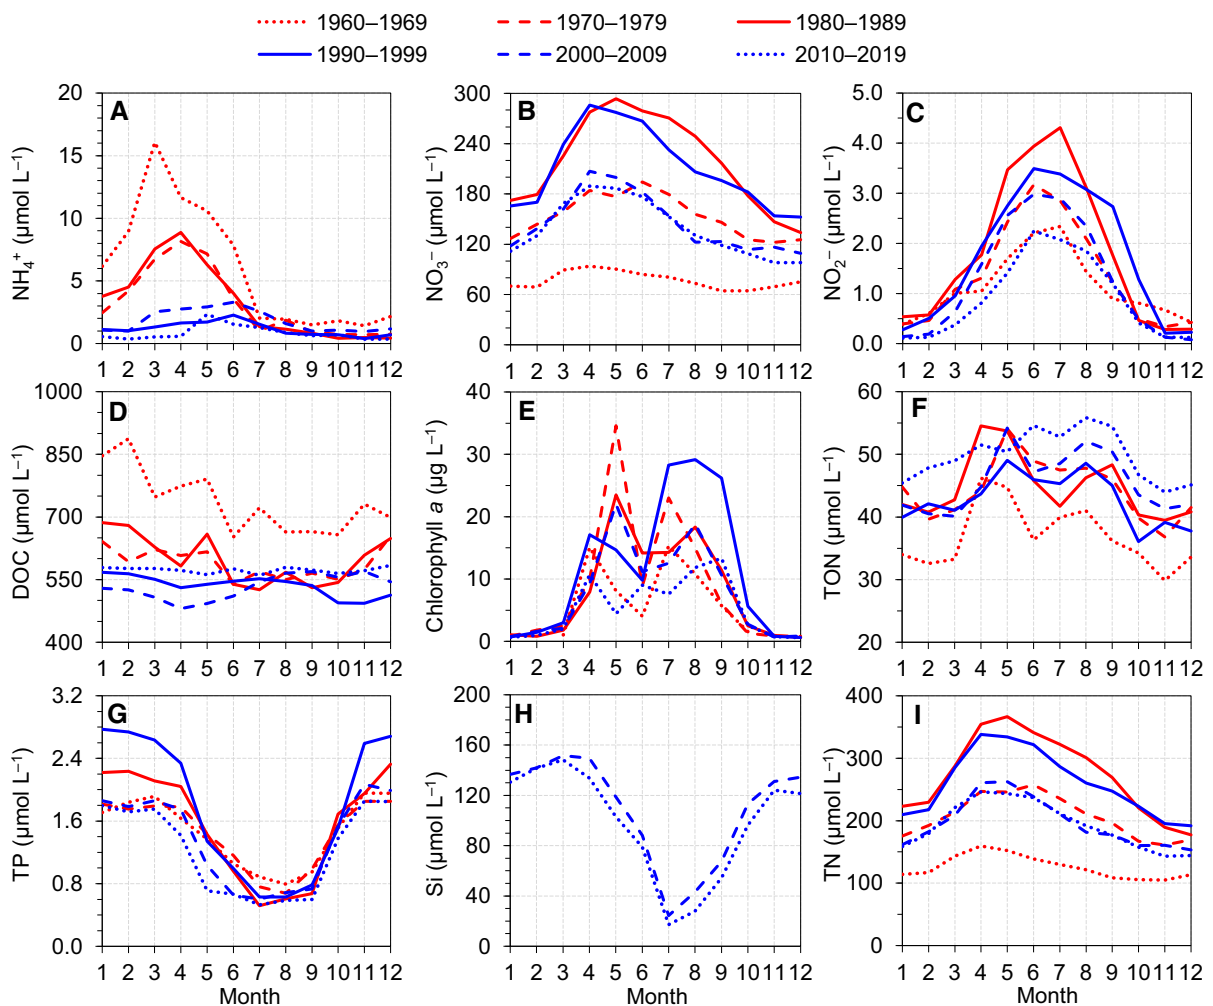 1960–1969 1970–1979 1980–1989
1990–1999 2000–2009 2010–2019
A
NH₄⁺ (µmol L⁻¹)
20
15
10
5
0
1 2 3 4 5 6 7 8 9 10 11 12
B
NO₃⁻ (µmol L⁻¹)
300
240
180
120
60
0
1 2 3 4 5 6 7 8 9 10 11 12
C
NO₂⁻ (µmol L⁻¹)
5.0
4.0
3.0
2.0
1.0
0.0
1 2 3 4 5 6 7 8 9 10 11 12
D
DOC (µmol L⁻¹)
1000
850
700
550
400
1 2 3 4 5 6 7 8 9 10 11 12
E
Chlorophyll a (µg L⁻¹)
40
30
20
10
0
1 2 3 4 5 6 7 8 9 10 11 12
F
TON (µmol L⁻¹)
60
50
40
30
20
1 2 3 4 5 6 7 8 9 10 11 12
G
TP (µmol L⁻¹)
3.2
2.4
1.6
0.8
0.0
1 2 3 4 5 6 7 8 9 10 11 12
Month
H
Si (µmol L⁻¹)
200
160
120
80
40
0
1 2 3 4 5 6 7 8 9 10 11 12
Month
I
TN (µmol L⁻¹)
400
300
200
100
0
1 2 3 4 5 6 7 8 9 10 11 12
Month